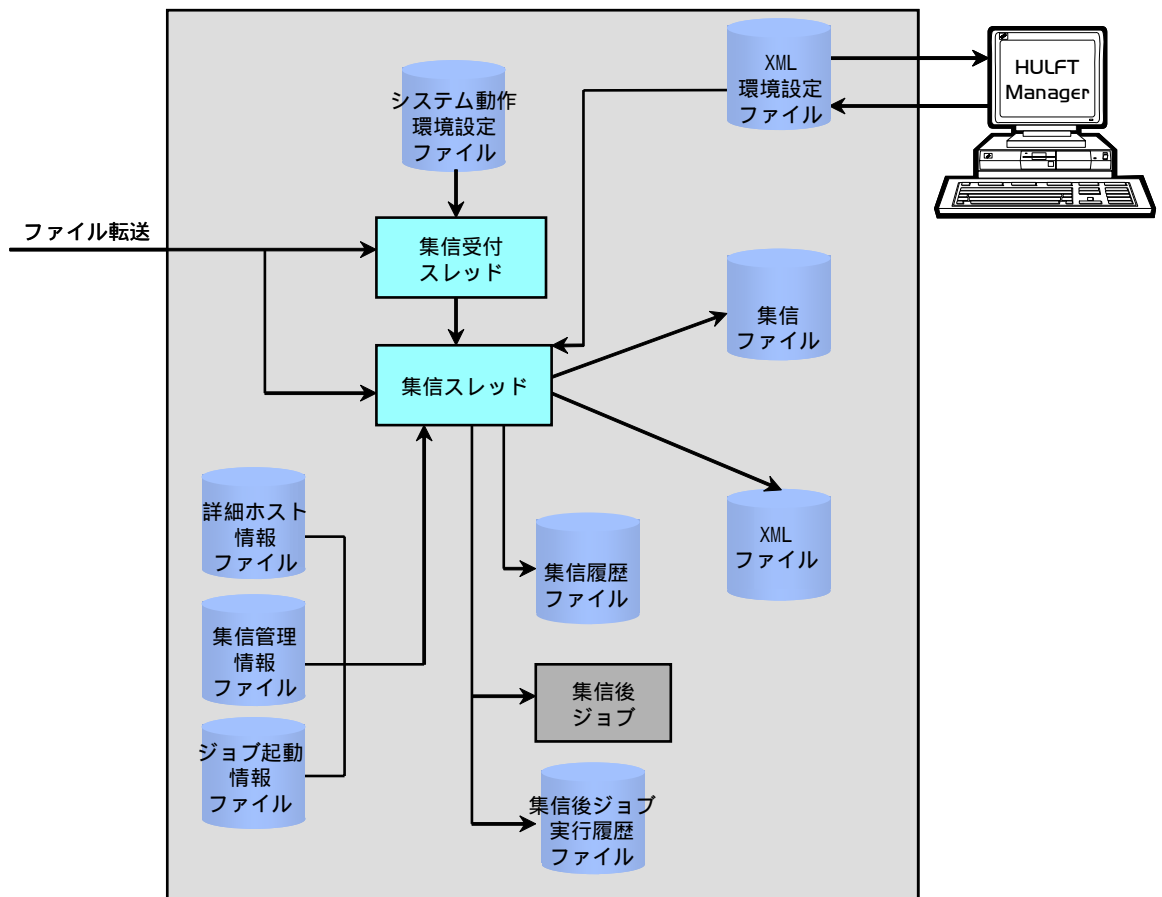 XML
環境設定
ファイル
HULFT
Manager
システム動作
環境設定
ファイル
ファイル転送
集信受付
スレッド
集信
ファイル
集信スレッド
詳細ホスト
情報
ファイル
XML
ファイル
集信履歴
ファイル
集信管理
情報
ファイル
集信後
ジョブ
ジョブ起動
情報
ファイル
集信後ジョブ
実行履歴
ファイル